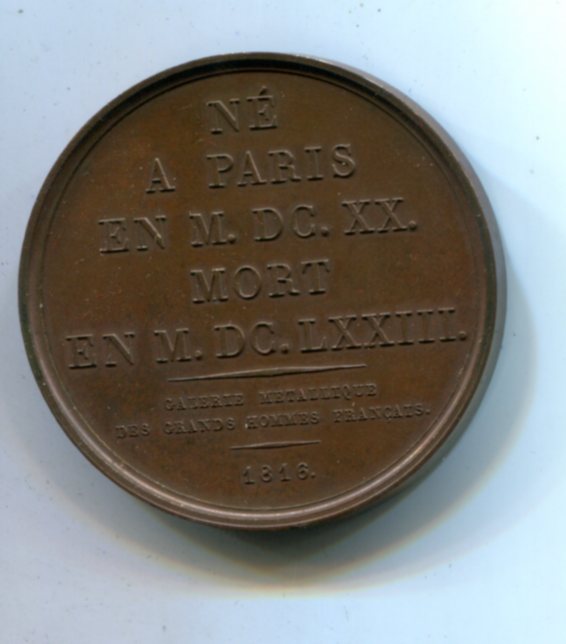 NÉ
A PARIS
EN M. DC. XX.
MORT
EN M. DC. LXXIII.
GALERIE METALLIQUE
DES GRANDS HOMMES FRANÇAIS.
1816.